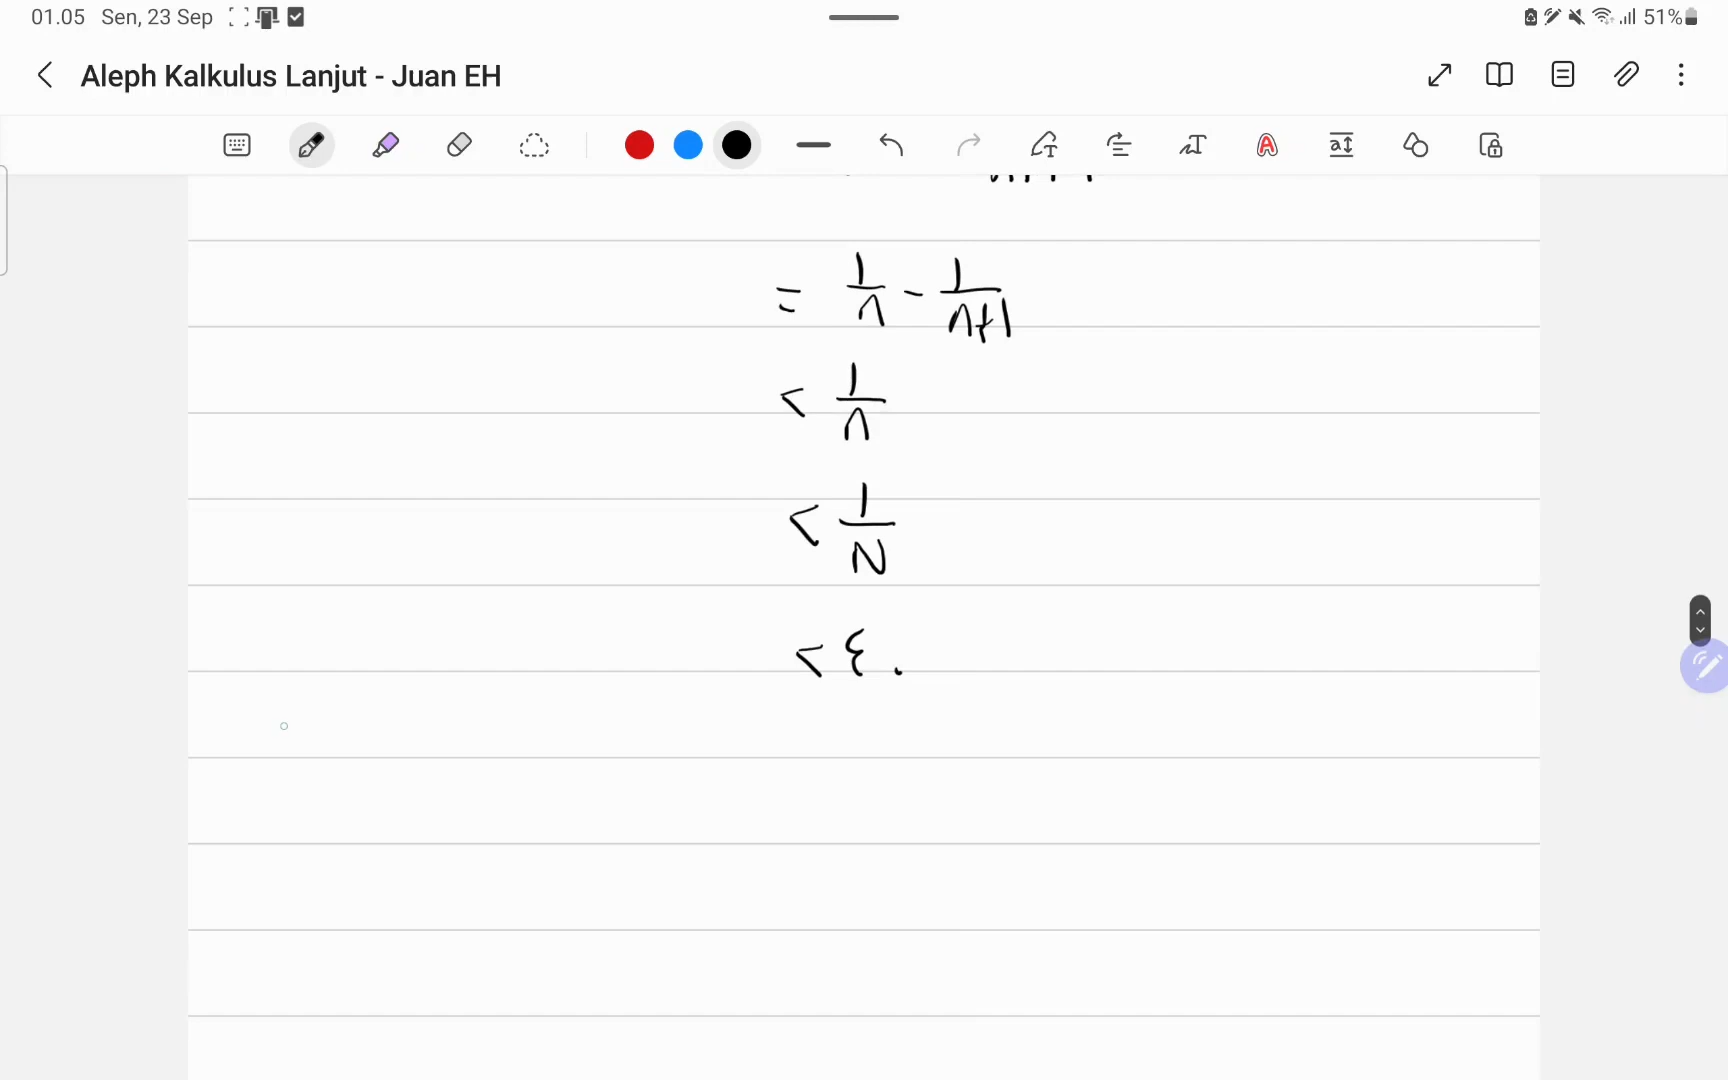 01.05 Sen, 23 Sep 51%
Aleph Kalkulus Lanjut - Juan EH
= 1/n - 1/(n+1)
< 1/n
< 1/N
< ε.